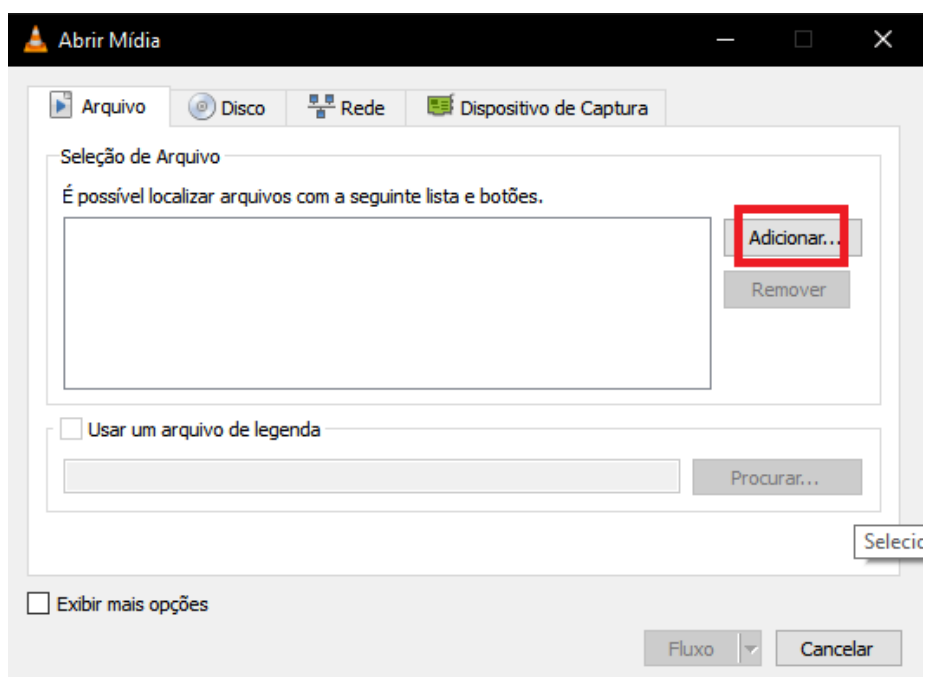 Abrir Mídia
Arquivo
Disco
Rede
Dispositivo de Captura
Seleção de Arquivo
É possível localizar arquivos com a seguinte lista e botões.
Adicionar...
Remover
Usar um arquivo de legenda
Procurar...
Selecio
Exibir mais opções
Fluxo
Cancelar